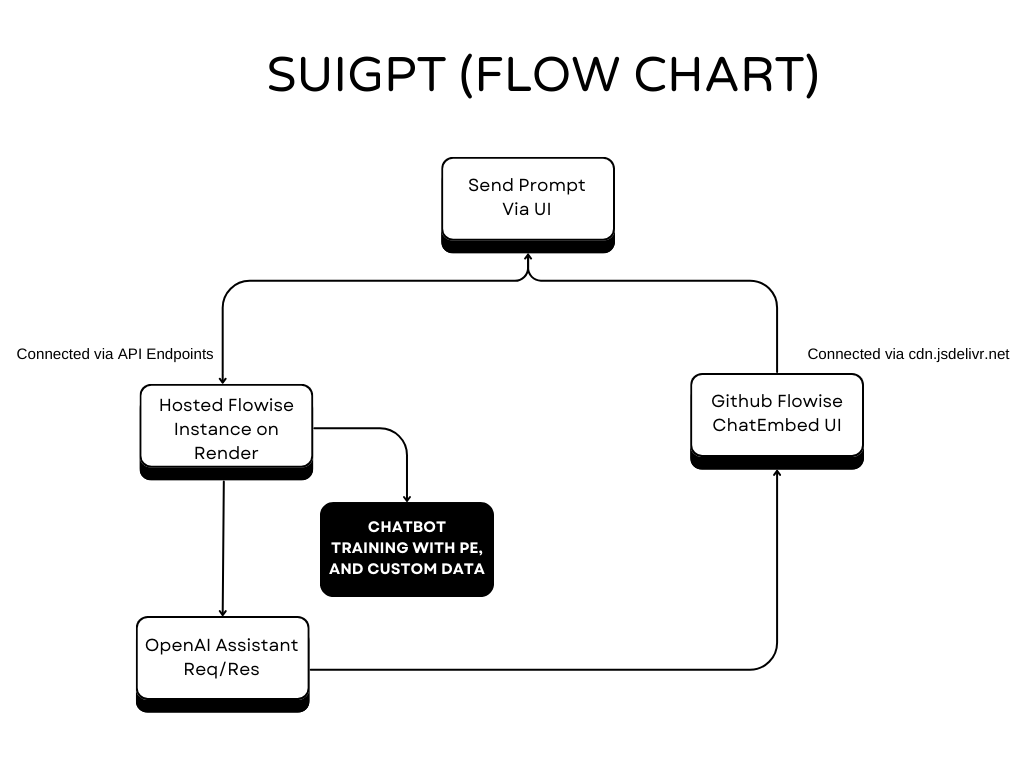 SUIGPT (FLOW CHART)
Send Prompt
Via UI
Connected via API Endpoints
Connected via cdn.jsdelivr.net
Hosted Flowise
Instance on
Render
Github Flowise
ChatEmbed UI
CHATBOT
TRAINING WITH PE,
AND CUSTOM DATA
OpenAI Assistant
Req/Res